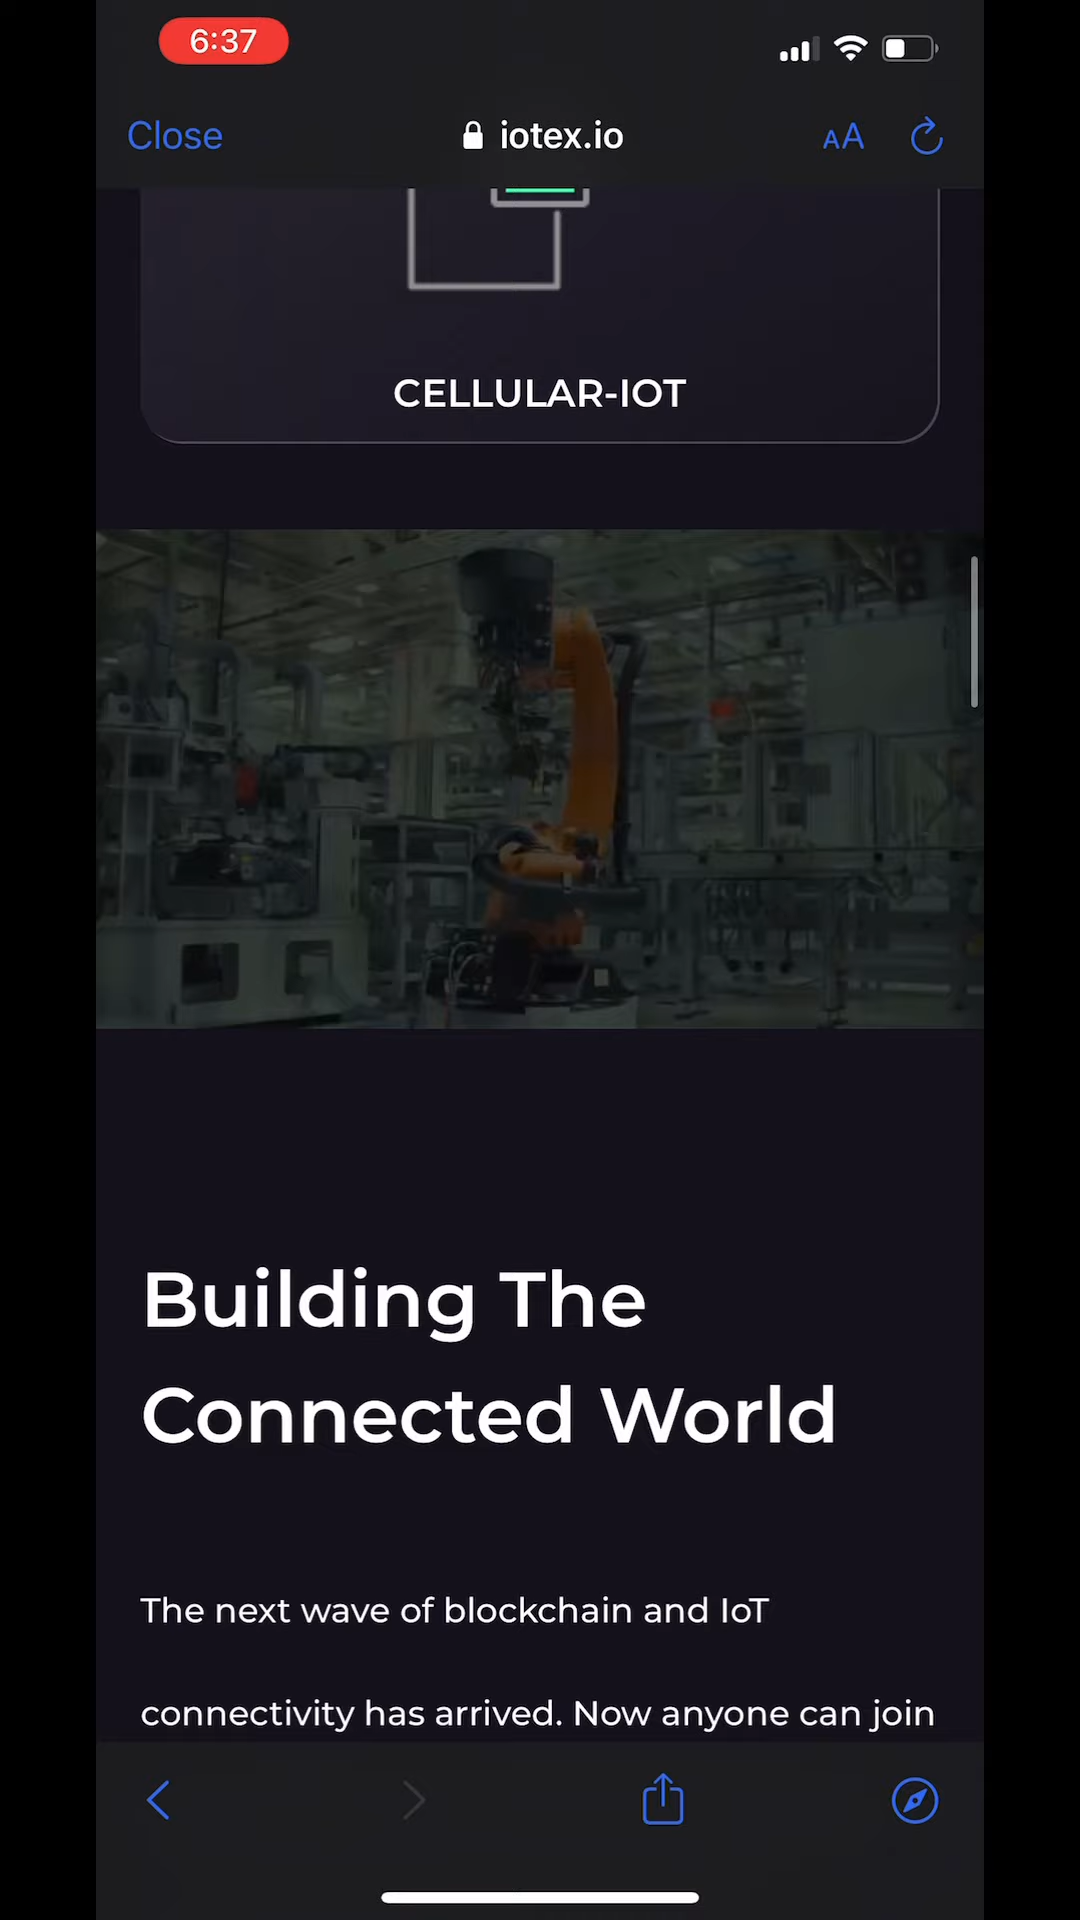 6:37
Close
iotex.io
AA
CELLULAR-IOT
Building The
Connected World
The next wave of blockchain and IoT
connectivity has arrived. Now anyone can join